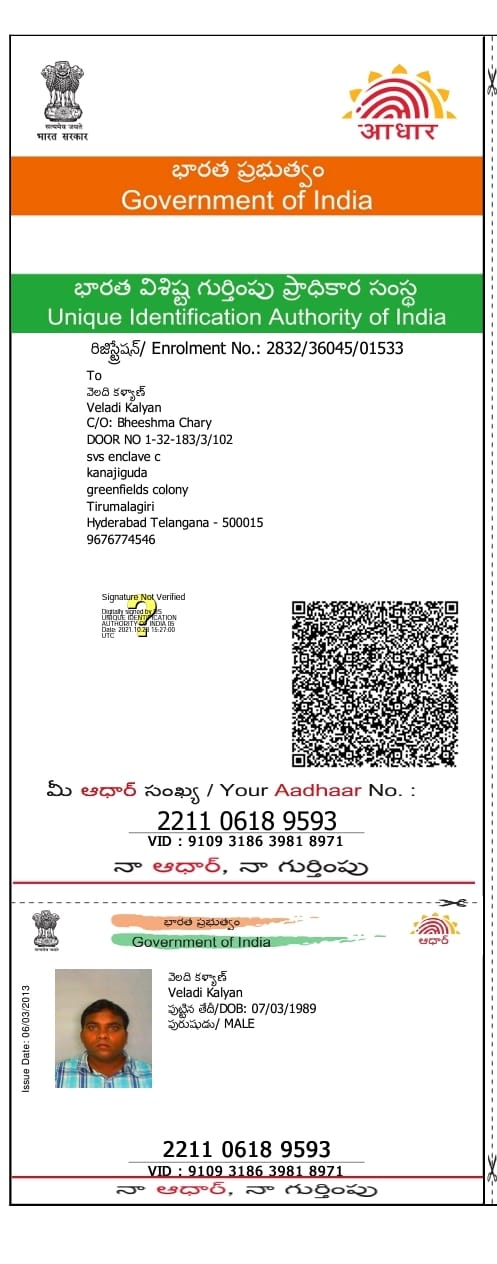 सत्यमेव जयते
भारत सरकार
आधार
భారత ప్రభుత్వం
Government of India
భారత విశిష్ట గుర్తింపు ప్రాధికార సంస్థ
Unique Identification Authority of India
రిజిస్ట్రేషన్/ Enrolment No.: 2832/36045/01533
To
వెలది కళ్యాణ్
Veladi Kalyan
C/O: Bheeshma Chary
DOOR NO 1-32-183/3/102
svs enclave c
kanajiguda
greenfields colony
Tirumalagiri
Hyderabad Telangana - 500015
9676774546
Signature Not Verified
Digitally signed by DS
UNIQUE IDENTIFICATION
AUTHORITY OF INDIA 05
Date: 2021.10. 15:27:00
UTC
మీ ఆధార్ సంఖ్య / Your Aadhaar No. :
2211 0618 9593
VID : 9109 3186 3981 8971
నా ఆధార్, నా గుర్తింపు
భారత ప్రభుత్వం
Government of India
ఆధార్
Issue Date: 06/03/2013
వెలది కళ్యాణ్
Veladi Kalyan
పుట్టిన తేదీ/DOB: 07/03/1989
పురుషుడు/ MALE
2211 0618 9593
VID : 9109 3186 3981 8971
నా ఆధార్, నా గుర్తింపు